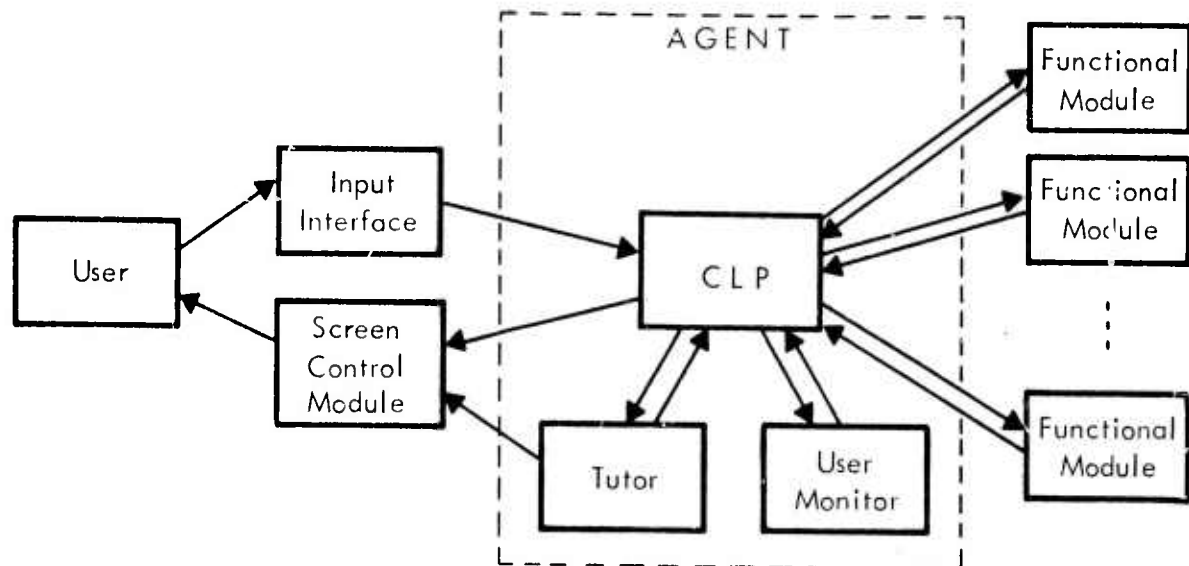 AGENT
Functional
Module
Input
Interface
Functional
Module
User
CLP
Screen
Control
Module
Functional
Module
Tutor
User
Monitor